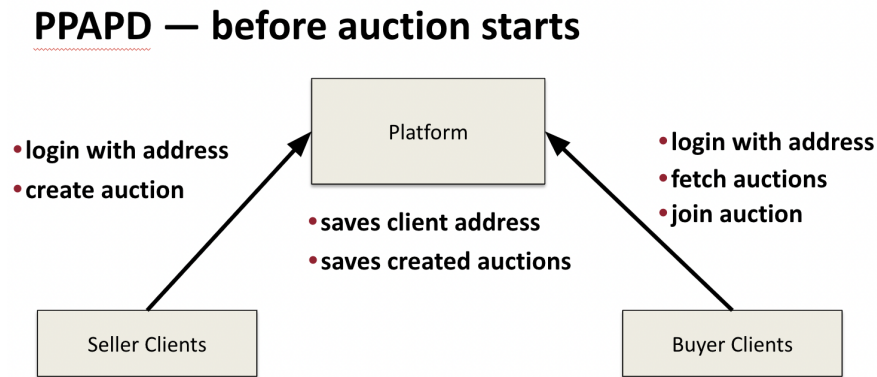 PPAPD — before auction starts
Platform
•login with address
•create auction
•login with address
•fetch auctions
•join auction
•saves client address
•saves created auctions
Seller Clients
Buyer Clients